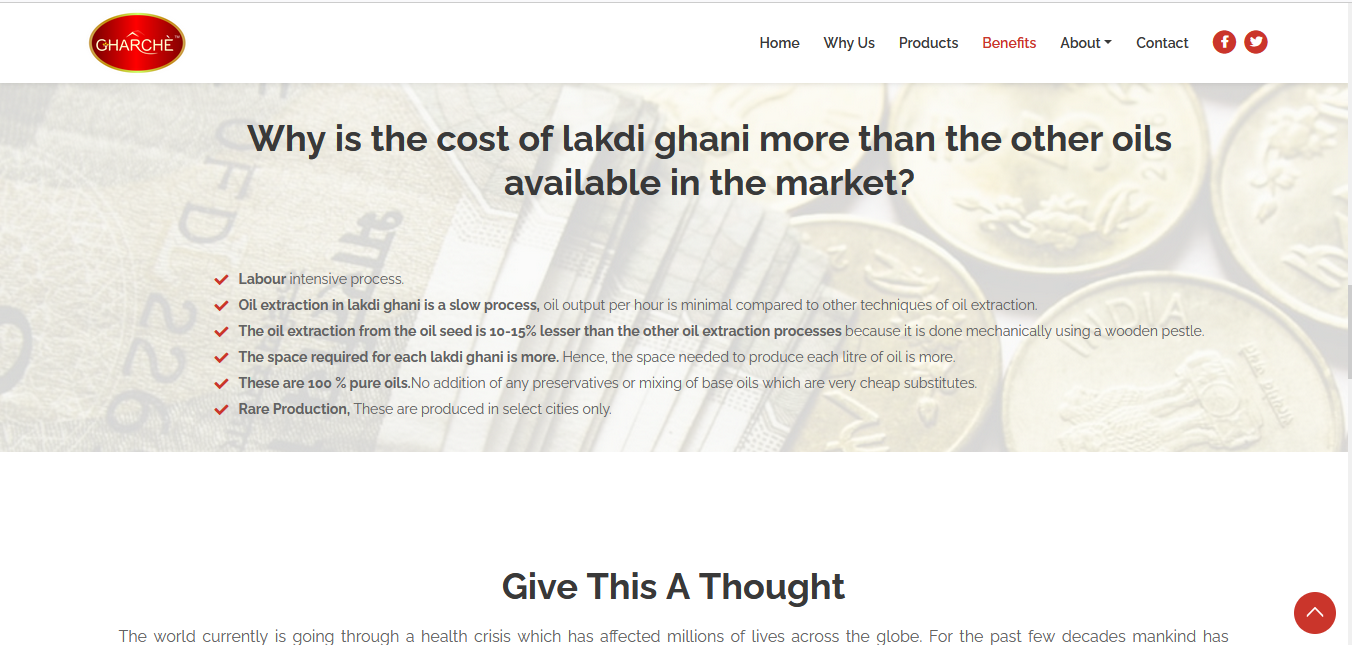 GHARCHÈ™
Home Why Us Products Benefits About Contact
Why is the cost of lakdi ghani more than the other oils
available in the market?
Labour intensive process.
Oil extraction in lakdi ghani is a slow process, oil output per hour is minimal compared to other techniques of oil extraction.
The oil extraction from the oil seed is 10-15% lesser than the other oil extraction processes because it is done mechanically using a wooden pestle.
The space required for each lakdi ghani is more. Hence, the space needed to produce each litre of oil is more.
These are 100 % pure oils.No addition of any preservatives or mixing of base oils which are very cheap substitutes.
Rare Production, These are produced in select cities only.
INDIA
226
Give This A Thought
The world currently is going through a health crisis which has affected millions of lives across the globe. For the past few decades mankind has